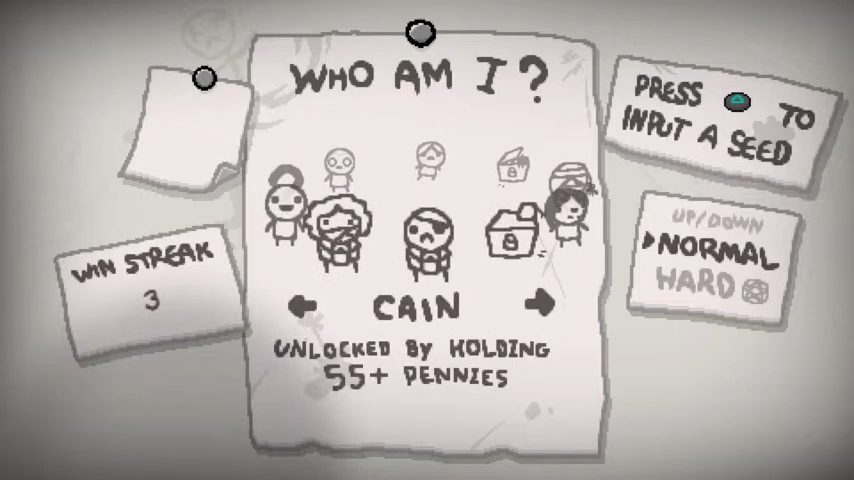 WHO AM I?
PRESS TO
INPUT A SEED
WIN STREAK
3
UP/DOWN
NORMAL
HARD
CAIN
UNLOCKED BY HOLDING
55+ PENNIES